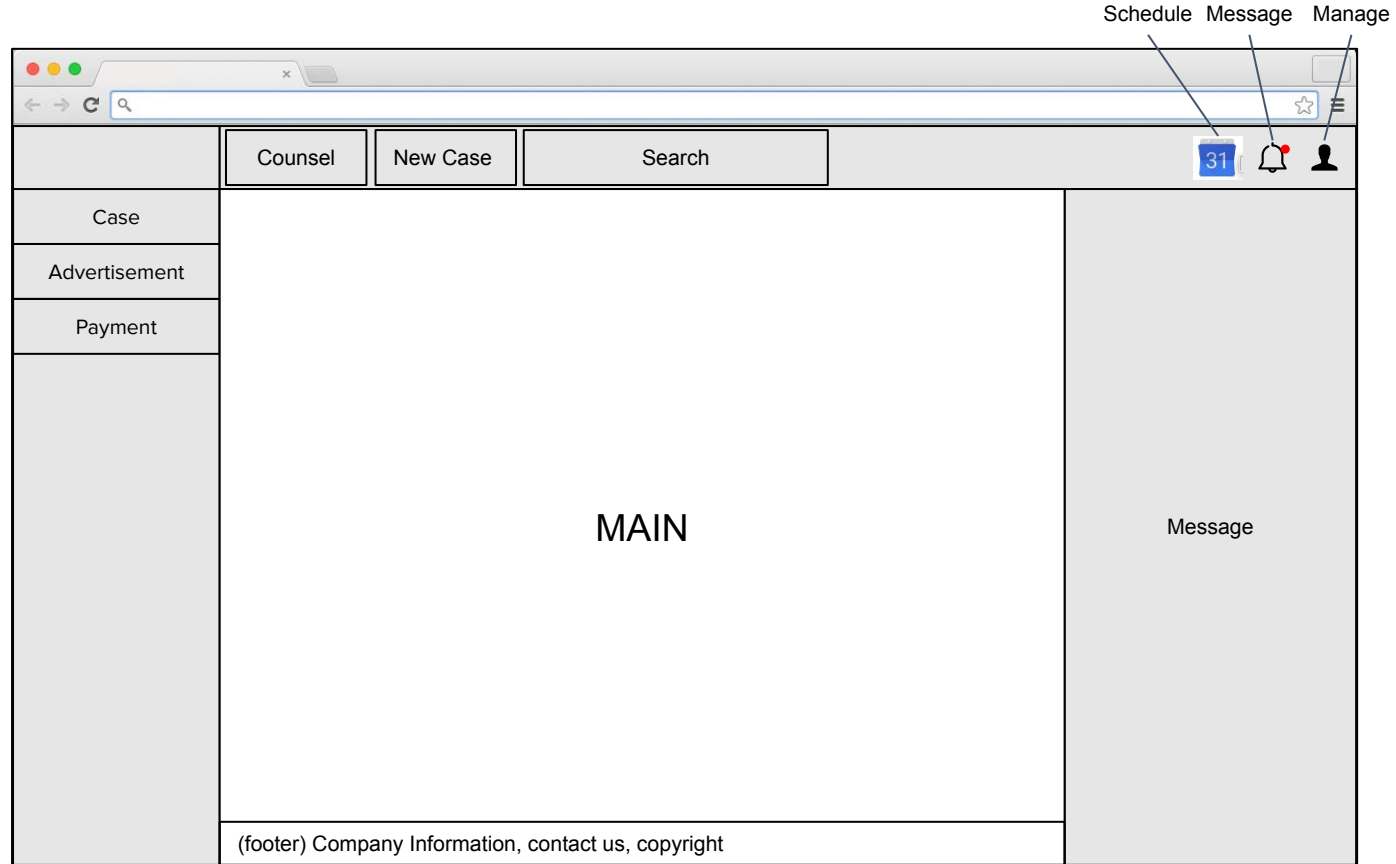 Schedule Message Manage
Counsel New Case Search
31
Case
Advertisement
Payment
MAIN
Message
(footer) Company Information, contact us, copyright